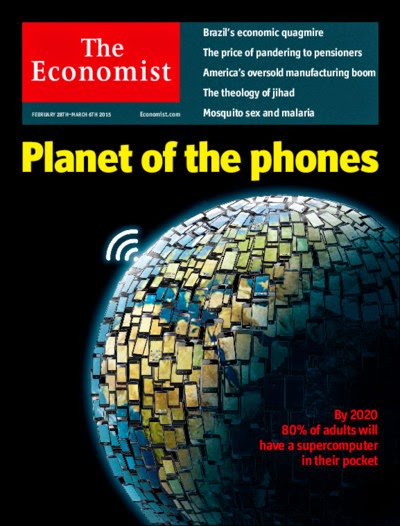 The
Economist
FEBRUARY 28TH–MARCH 6TH 2015
Economist.com
Brazil's economic quagmire
The price of pandering to pensioners
America's oversold manufacturing boom
The theology of jihad
Mosquito sex and malaria
Planet of the phones
By 2020
80% of adults will
have a supercomputer
in their pocket